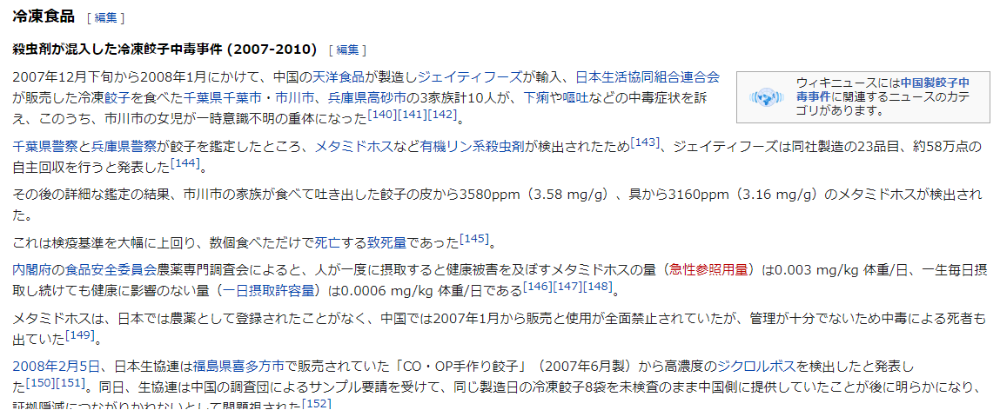 冷凍食品 [ 編集 ]
殺虫剤が混入した冷凍餃子中毒事件 (2007-2010) [ 編集 ]
2007年12月下旬から2008年1月にかけて、中国の天洋食品が製造しジェイティフーズが輸入、日本生活協同組合連合会
が販売した冷凍餃子を食べた千葉県千葉市・市川市、兵庫県高砂市の3家族計10人が、下痢や嘔吐などの中毒症状を訴
え、このうち、市川市の女児が一時意識不明の重体になった[140][141][142]。
ウィキニュースには中国製餃子中
毒事件に関連するニュースのカテ
ゴリがあります。
千葉県警察と兵庫県警察が餃子を鑑定したところ、メタミドホスなど有機リン系殺虫剤が検出されたため[143]、ジェイティフーズは同社製造の23品目、約58万点の
自主回収を行うと発表した[144]。
その後の詳細な鑑定の結果、市川市の家族が食べて吐き出した餃子の皮から3580ppm（3.58 mg/g）、具から3160ppm（3.16 mg/g）のメタミドホスが検出され
た。
これは検疫基準を大幅に上回り、数個食べただけで死亡する致死量であった[145]。
内閣府の食品安全委員会農薬専門調査会によると、人が一度に摂取すると健康被害を及ぼすメタミドホスの量（急性参照用量）は0.003 mg/kg 体重/日、一生毎日摂
取し続けても健康に影響のない量（一日摂取許容量）は0.0006 mg/kg 体重/日である[146][147][148]。
メタミドホスは、日本では農薬として登録されたことがなく、中国では2007年1月から販売と使用が全面禁止されていたが、管理が十分でないため中毒による死者も
出ていた[149]。
2008年2月5日、日本生協連は福島県喜多方市で販売されていた「CO・OP手作り餃子」（2007年6月製）から高濃度のジクロルボスを検出したと発表し
た[150][151]。同日、生協連は中国の調査団によるサンプル要請を受けて、同じ製造日の冷凍餃子8袋を未検査のまま中国側に提供していたことが後に明らかになり、
証拠隠滅につながりかねないとして問題視された[152]